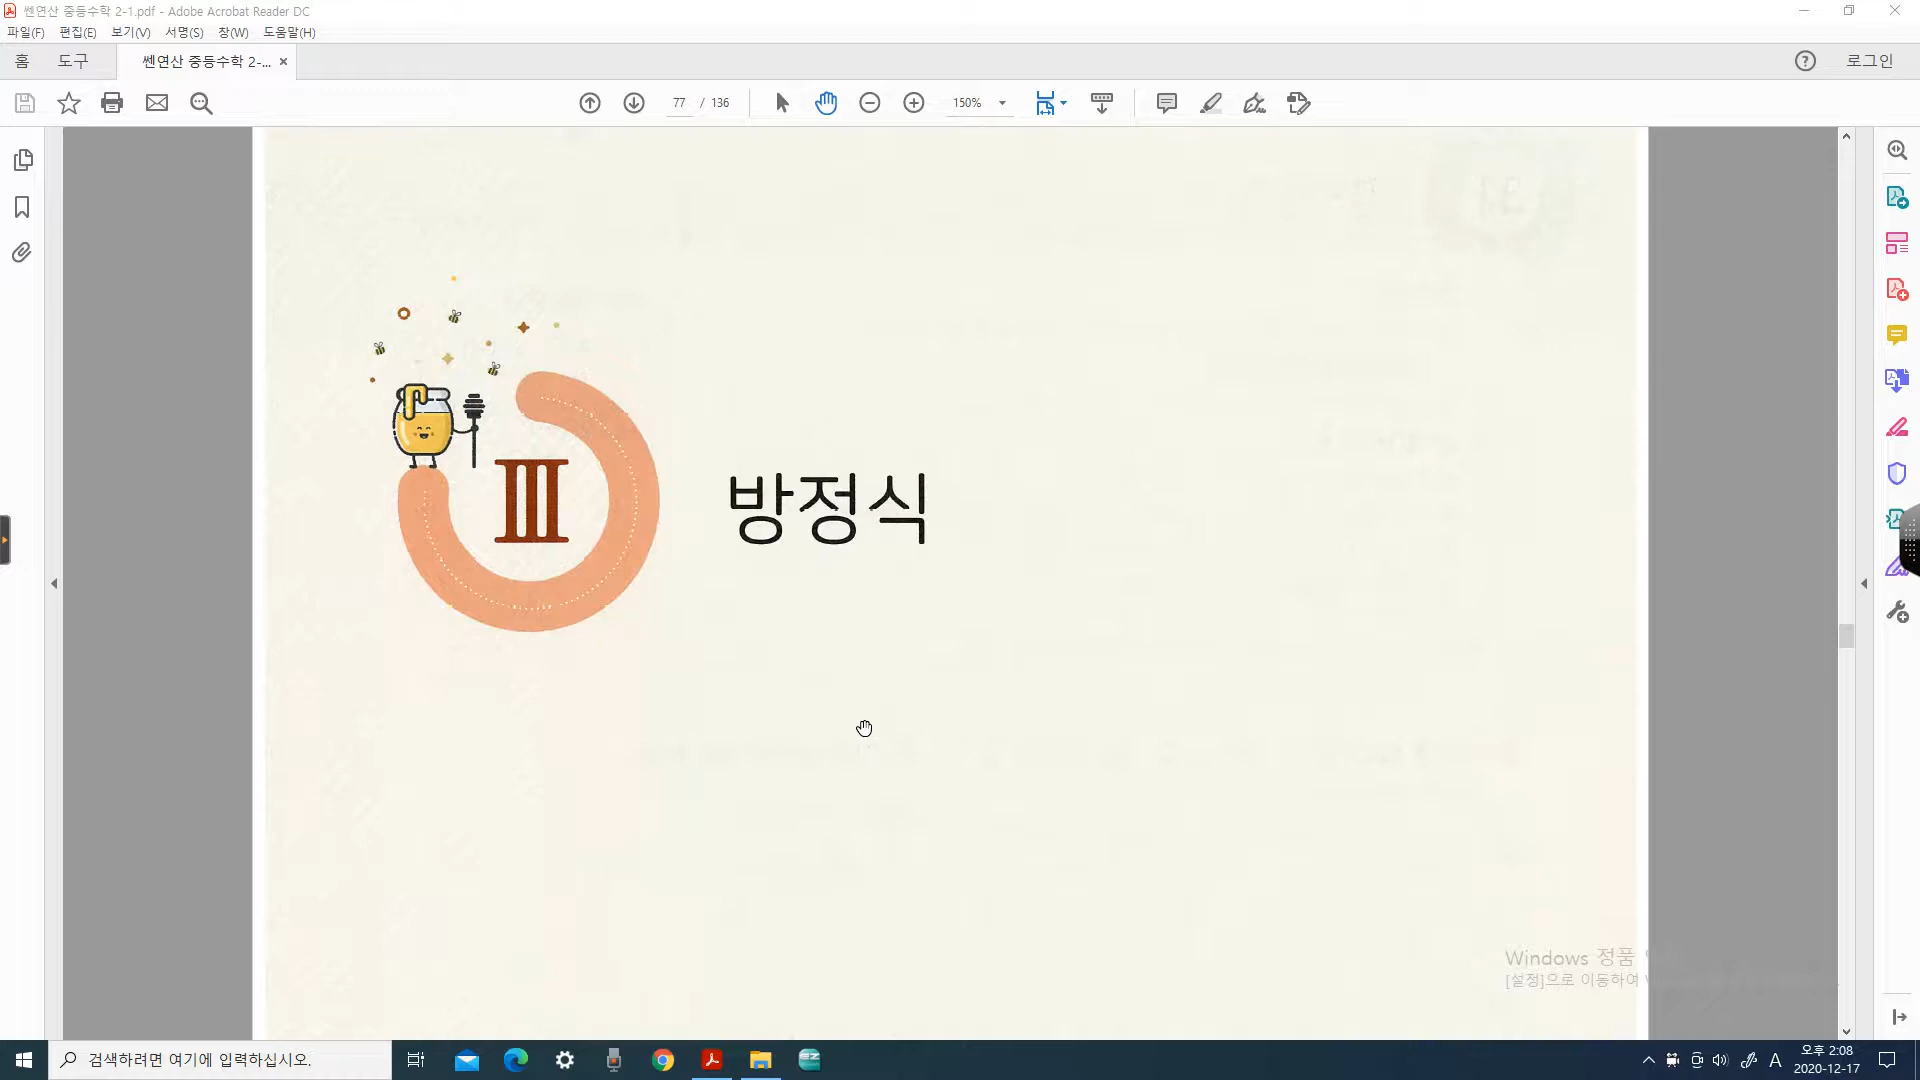 쎈연산 중등수학 2-1.pdf - Adobe Acrobat Reader DC
파일(F) 편집(E) 보기(V) 서명(S) 창(W) 도움말(H)
홈 도구 쎈연산 중등수학 2-... × 로그인
77 / 136 150%
III 방정식
Windows 정품
[설정]으로 이동하여
검색하려면 여기에 입력하십시오.
A 오후 2:08
2020-12-17